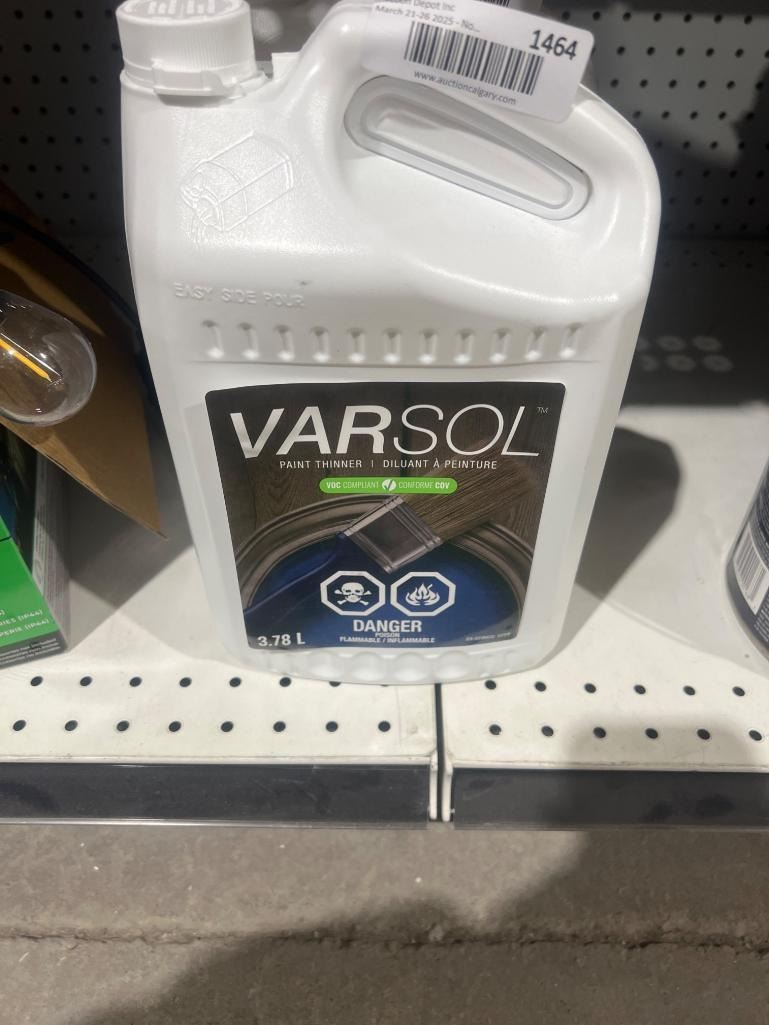 Depot Inc
March 21-26 2025 - No...
1464
www.auctioncalgary.com
EASY SIDE POUR
VARSOL™
PAINT THINNER | DILUANT À PEINTURE
VOC COMPLIANT CONFORME COV
DANGER
POISON
FLAMMABLE / INFLAMMABLE
3.78 L